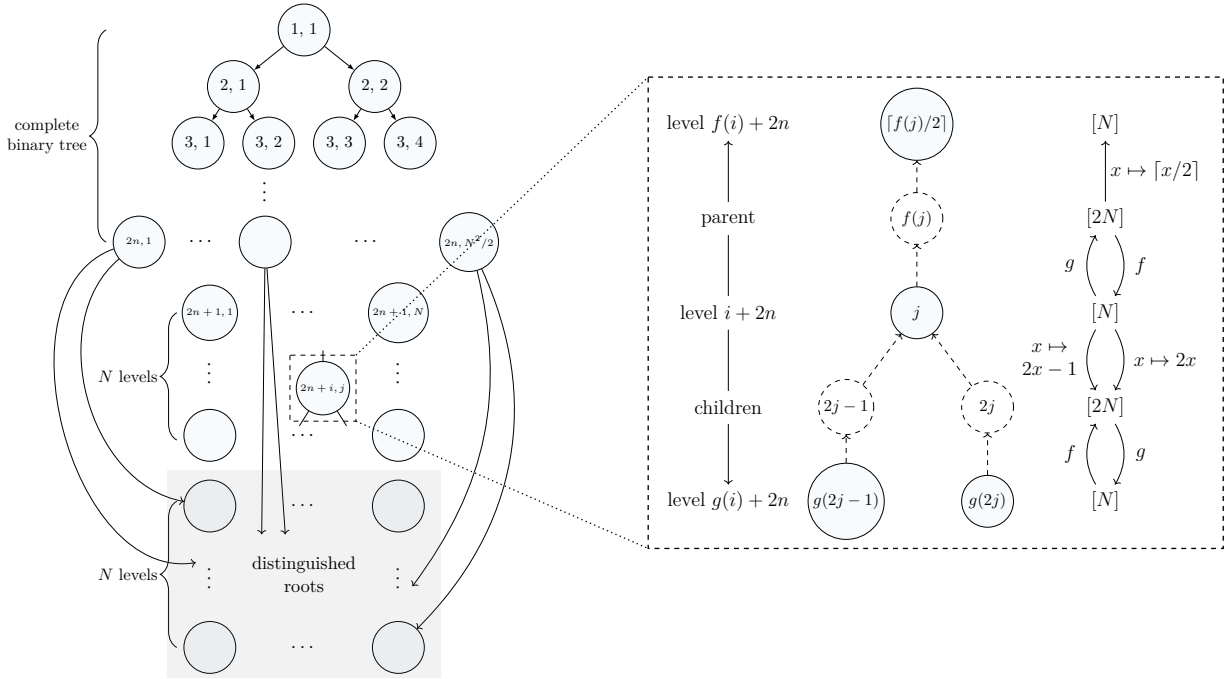 1, 1
2, 1
2, 2
3, 1
3, 2
3, 3
3, 4
⋮
complete
binary tree
2n, 1
···
···
2n, N²/2
2n + 1, 1
···
2n + 1, N
N levels
⋮
2n + i, j
⋮
···
···
N levels
⋮
distinguished
roots
⋮
···
level f(i) + 2n
⌈f(j)/2⌉
[N]
x ↦ ⌈x/2⌉
parent
f(j)
[2N]
g
f
level i + 2n
j
[N]
x ↦
2x − 1
x ↦ 2x
children
2j − 1
2j
[2N]
f
g
level g(i) + 2n
g(2j − 1)
g(2j)
[N]